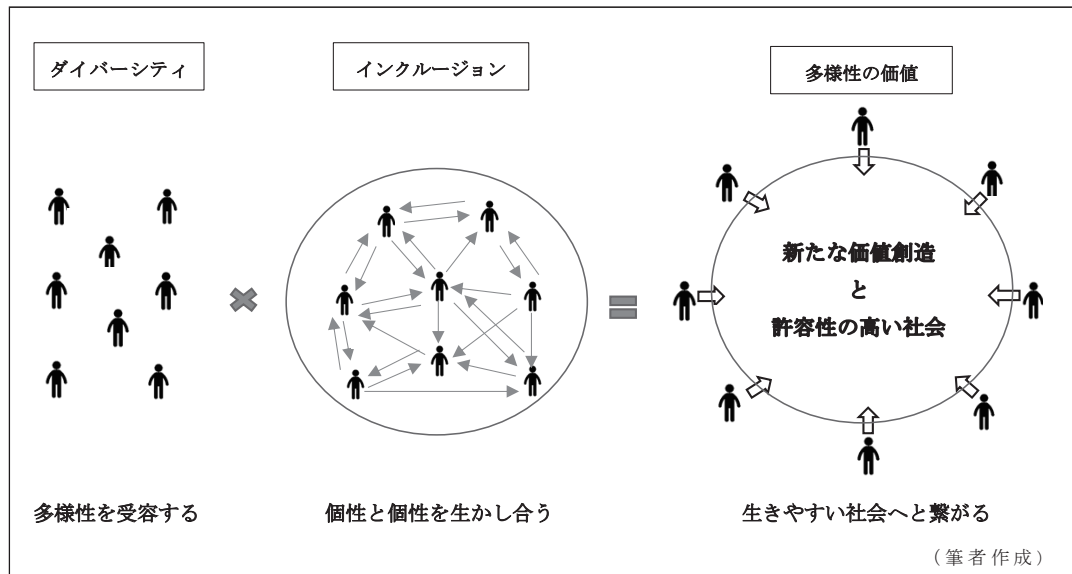 ダイバーシティ
インクルージョン
多様性の価値
新たな価値創造
と
許容性の高い社会
多様性を受容する
個性と個性を生かし合う
生きやすい社会へと繋がる
（筆者作成）